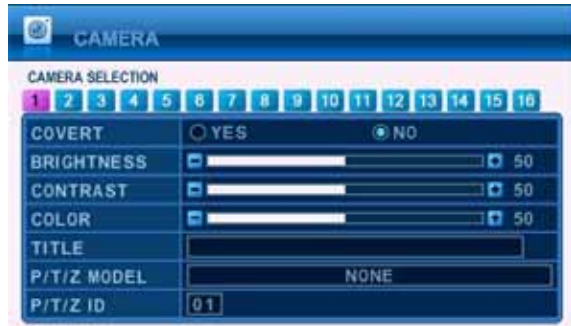 CAMERA
CAMERA SELECTION
1 2 3 4 5 6 7 8 9 10 11 12 13 14 15 16
COVERT YES NO
BRIGHTNESS 50
CONTRAST 50
COLOR 50
TITLE
P/T/Z MODEL NONE
P/T/Z ID 01